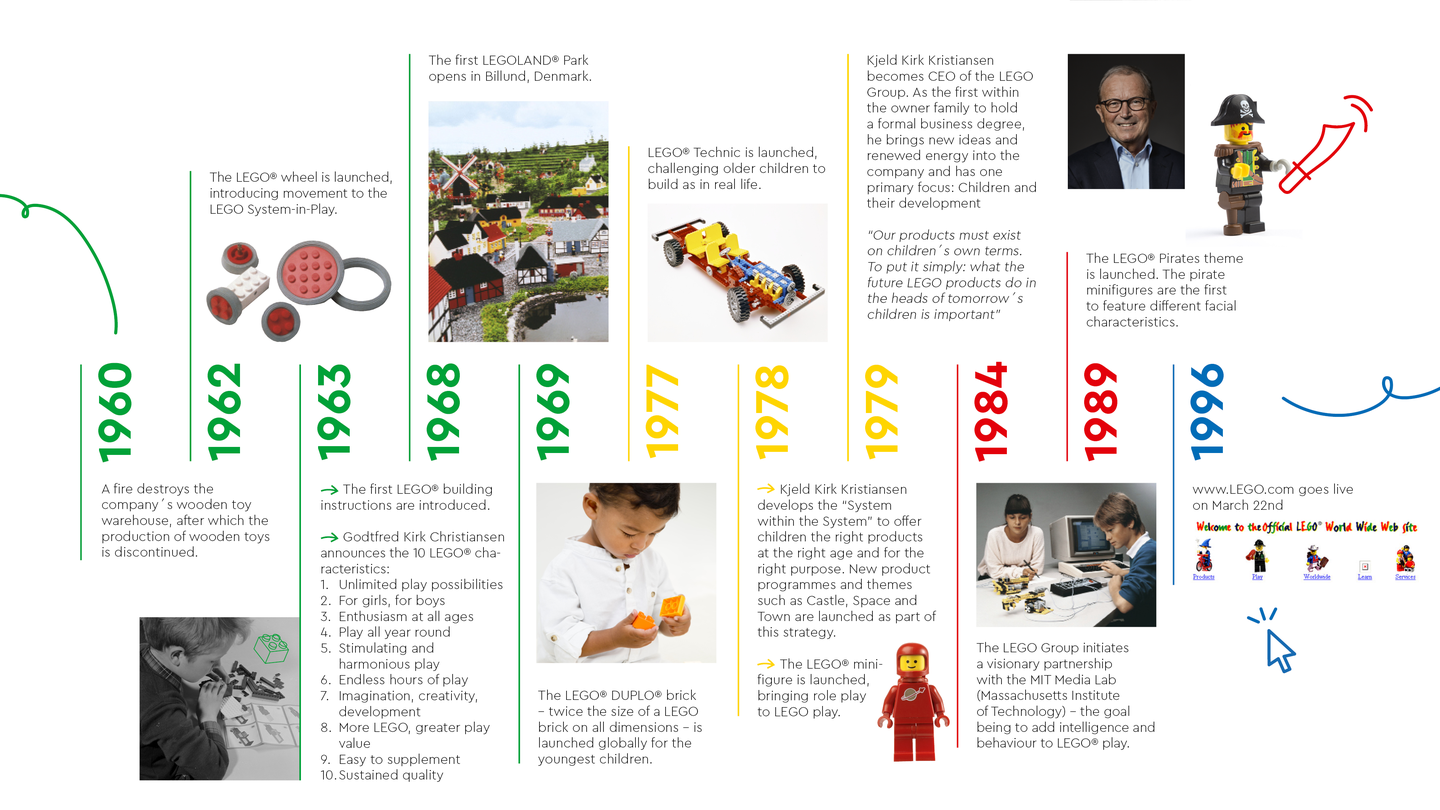 1960
A fire destroys the
company´s wooden toy
warehouse, after which the
production of wooden toys
is discontinued.
The LEGO® wheel is launched,
introducing movement to the
LEGO System-in-Play.
1962
1963
→ The first LEGO® building
instructions are introduced.
→ Godtfred Kirk Christiansen
announces the 10 LEGO® cha-
racteristics:
1. Unlimited play possibilities
2. For girls, for boys
3. Enthusiasm at all ages
4. Play all year round
5. Stimulating and
harmonious play
6. Endless hours of play
7. Imagination, creativity,
development
8. More LEGO, greater play
value
9. Easy to supplement
10. Sustained quality
The first LEGOLAND® Park
opens in Billund, Denmark.
1968
1969
The LEGO® DUPLO® brick
– twice the size of a LEGO
brick on all dimensions – is
launched globally for the
youngest children.
LEGO® Technic is launched,
challenging older children to
build as in real life.
1977
1978
→ Kjeld Kirk Kristiansen
develops the “System
within the System” to offer
children the right products
at the right age and for the
right purpose. New product
programmes and themes
such as Castle, Space and
Town are launched as part of
this strategy.
→ The LEGO® mini-
figure is launched,
bringing role play
to LEGO play.
Kjeld Kirk Kristiansen
becomes CEO of the LEGO
Group. As the first within
the owner family to hold
a formal business degree,
he brings new ideas and
renewed energy into the
company and has one
primary focus: Children and
their development
"Our products must exist
on children´s own terms.
To put it simply: what the
future LEGO products do in
the heads of tomorrow´s
children is important"
1979
1984
The LEGO Group initiates
a visionary partnership
with the MIT Media Lab
(Massachusetts Institute
of Technology) – the goal
being to add intelligence and
behaviour to LEGO® play.
The LEGO® Pirates theme
is launched. The pirate
minifigures are the first
to feature different facial
characteristics.
1989
1996
www.LEGO.com goes live
on March 22nd
Welcome to the Official LEGO® World Wide Web site
Products Play Worldwide Learn Services